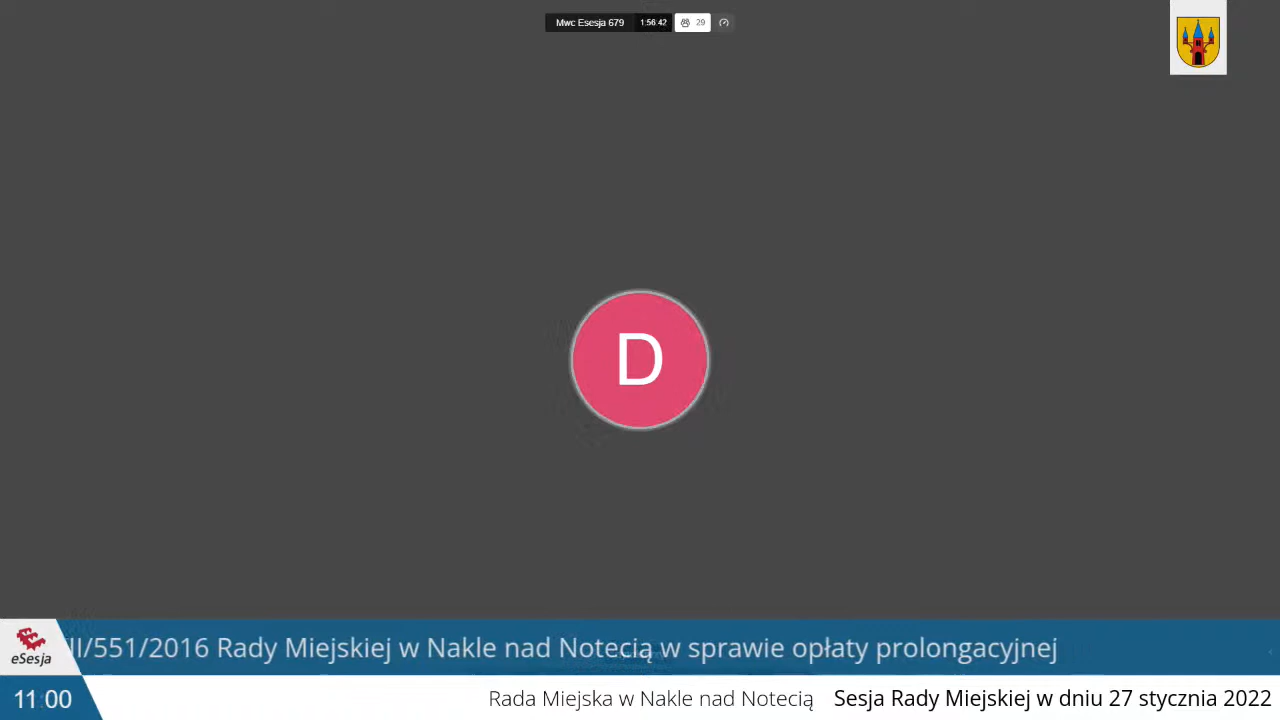 Mwc Esesja 679 1:56:42 29
D
II/551/2016 Rady Miejskiej w Nakle nad Notecią w sprawie opłaty prolongacyjnej
eSesja
11:00 Rada Miejska w Nakle nad Notecią Sesja Rady Miejskiej w dniu 27 stycznia 2022